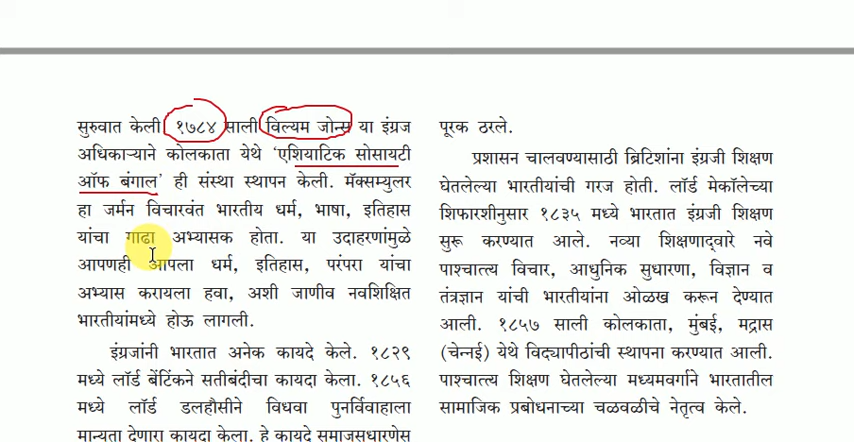 सुरुवात केली १७८४ साली विल्यम जोन्स या इंग्रज
अधिकाऱ्याने कोलकाता येथे ‘एशियाटिक सोसायटी
ऑफ बंगाल’ ही संस्था स्थापन केली. मॅक्सम्युलर
हा जर्मन विचारवंत भारतीय धर्म, भाषा, इतिहास
यांचा गाढा अभ्यासक होता. या उदाहरणांमुळे
आपणही आपला धर्म, इतिहास, परंपरा यांचा
अभ्यास करायला हवा, अशी जाणीव नवशिक्षित
भारतीयांमध्ये होऊ लागली.
इंग्रजांनी भारतात अनेक कायदे केले. १८२९
मध्ये लॉर्ड बेंटिंकने सतीबंदीचा कायदा केला. १८५६
मध्ये लॉर्ड डलहौसीने विधवा पुनर्विवाहाला
मान्यता देणारा कायदा केला. हे कायदे समाजसुधारणेस
पूरक ठरले.
प्रशासन चालवण्यासाठी ब्रिटिशांना इंग्रजी शिक्षण
घेतलेल्या भारतीयांची गरज होती. लॉर्ड मेकॉलेच्या
शिफारशीनुसार १८३५ मध्ये भारतात इंग्रजी शिक्षण
सुरू करण्यात आले. नव्या शिक्षणाद्वारे नवे
पाश्चात्त्य विचार, आधुनिक सुधारणा, विज्ञान व
तंत्रज्ञान यांची भारतीयांना ओळख करून देण्यात
आली. १८५७ साली कोलकाता, मुंबई, मद्रास
(चेन्नई) येथे विद्यापीठांची स्थापना करण्यात आली.
पाश्चात्त्य शिक्षण घेतलेल्या मध्यमवर्गाने भारतातील
सामाजिक प्रबोधनाच्या चळवळीचे नेतृत्व केले.